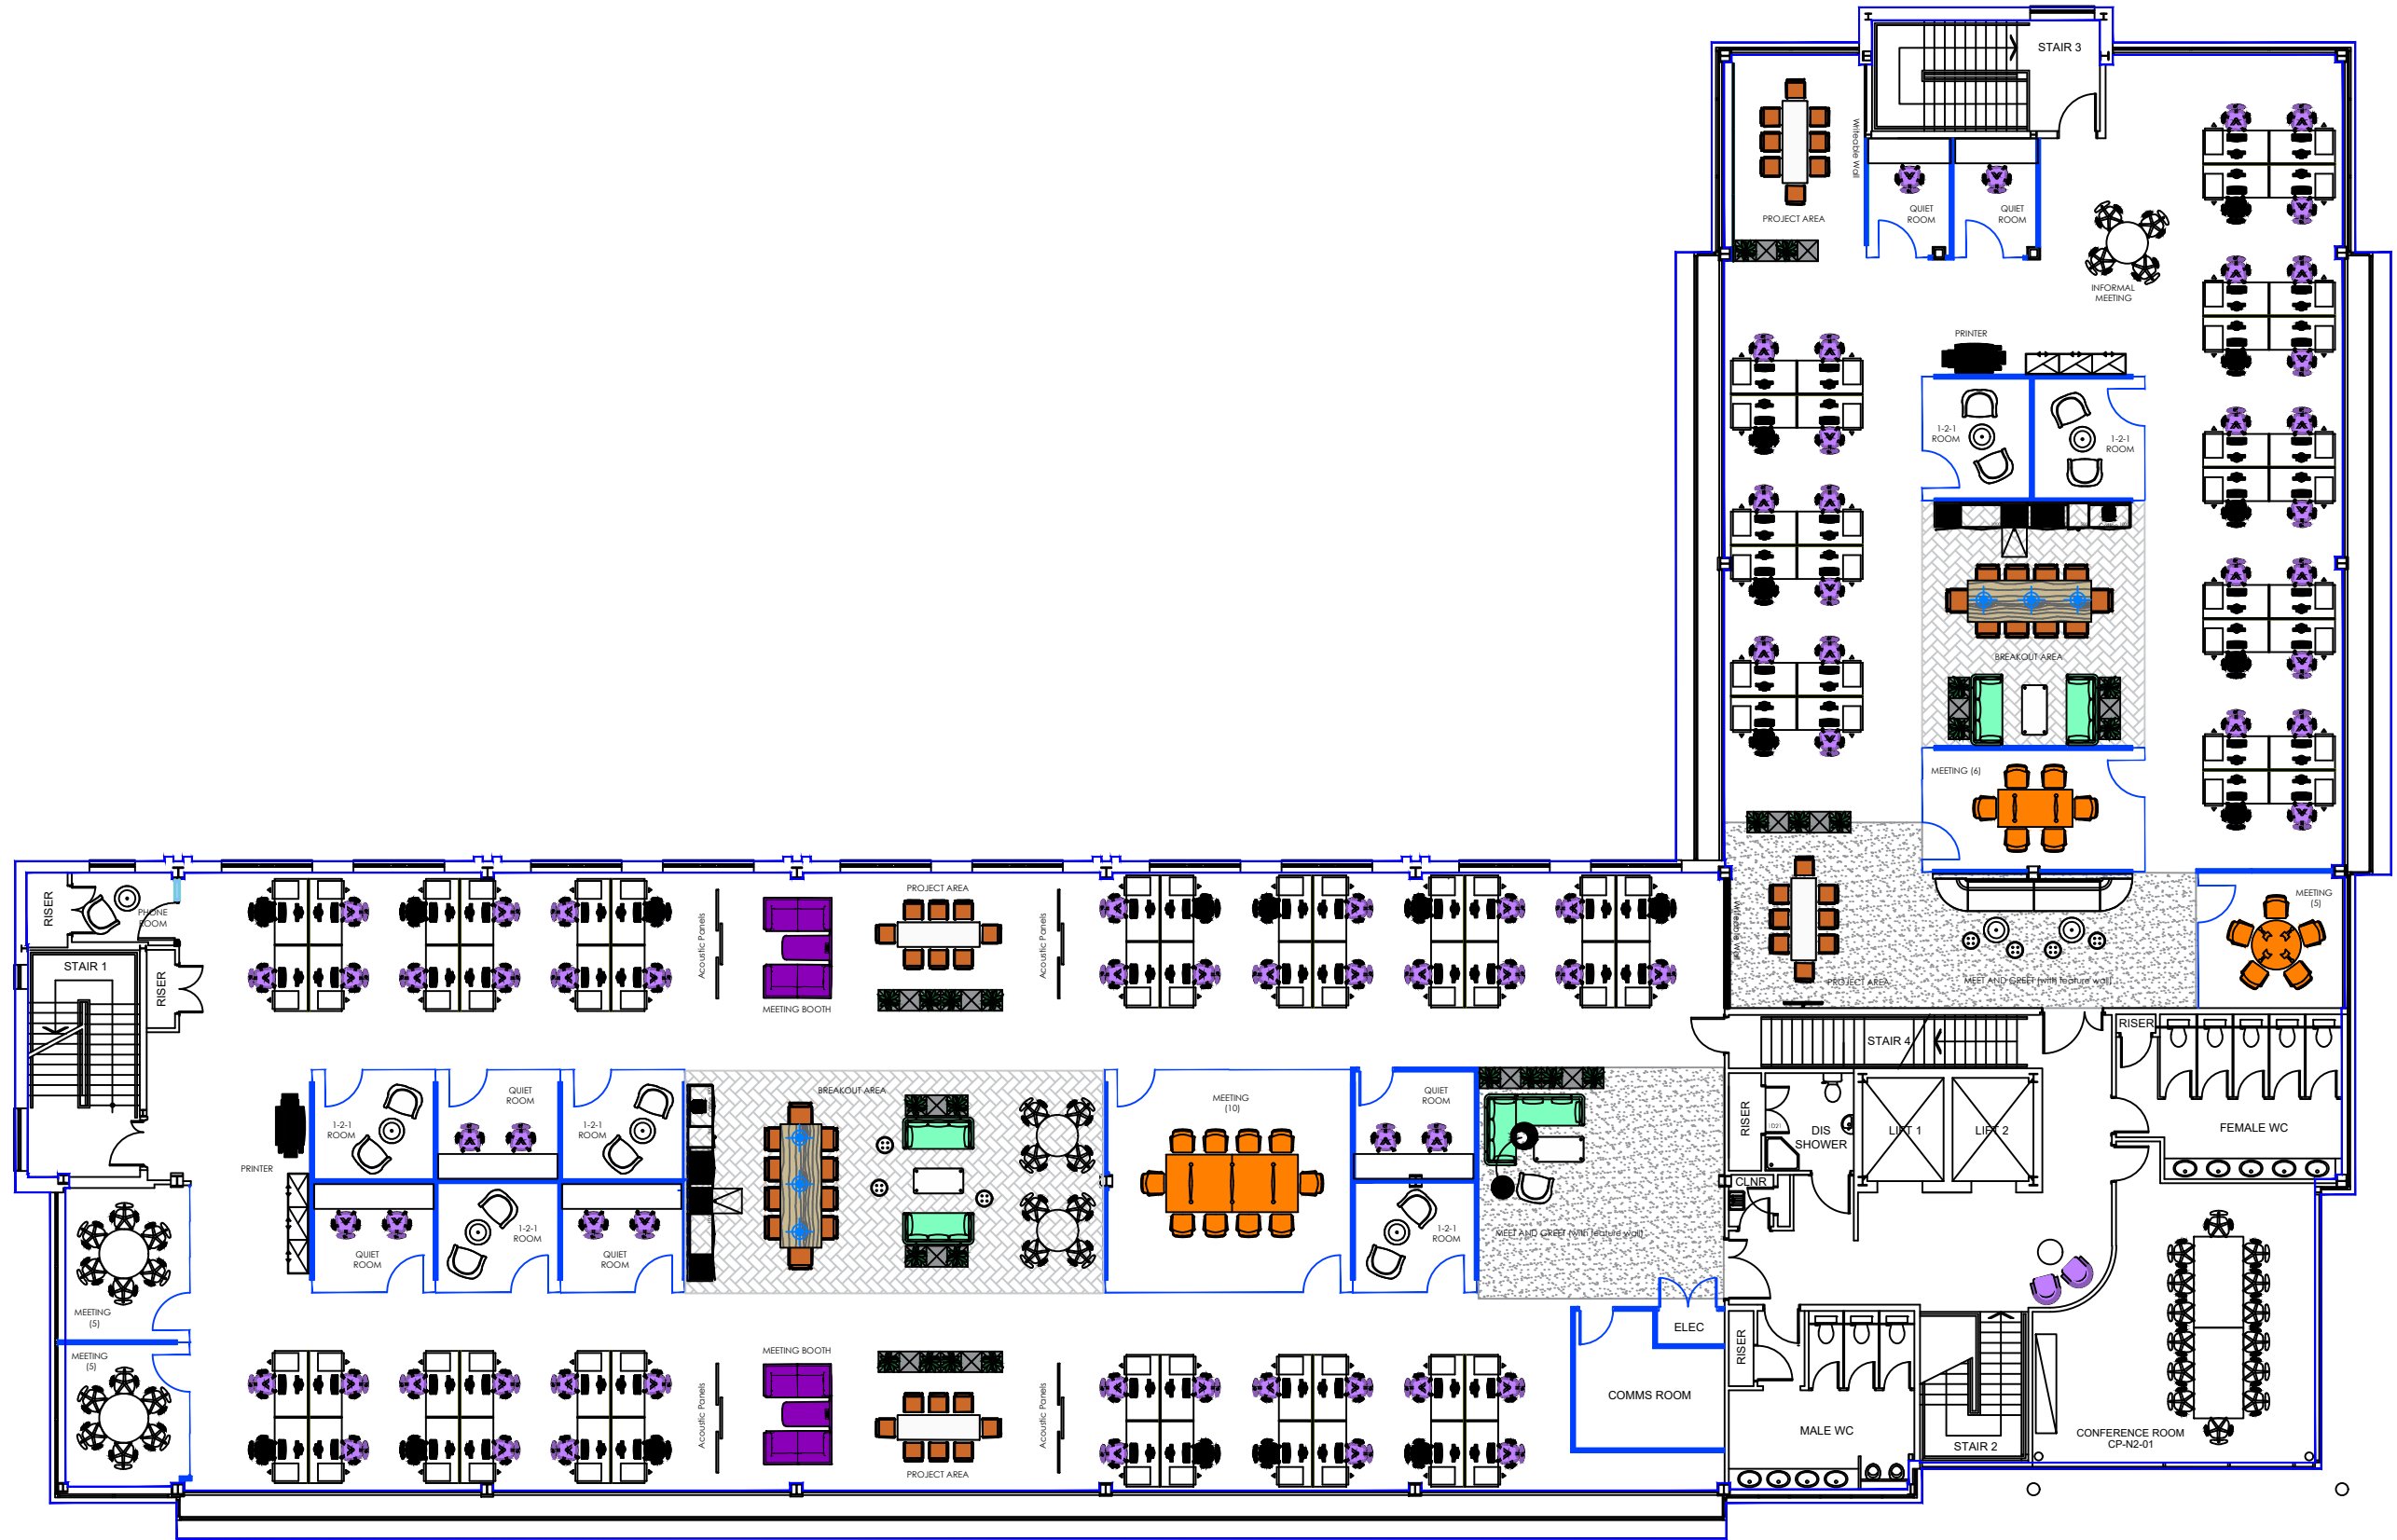 STAIR 3
Writeable Wall
PROJECT AREA
QUIET
ROOM
QUIET
ROOM
INFORMAL
MEETING
PRINTER
1-2-1
ROOM
1-2-1
ROOM
BREAKOUT AREA
MEETING (6)
MEETING
(5)
Writeable Wall
PROJECT AREA
MEET AND GREET (with feature wall)
RISER
PHONE
ROOM
STAIR 1
RISER
Acoustic Panels
MEETING BOOTH
PROJECT AREA
Acoustic Panels
STAIR 4
RISER
PRINTER
1-2-1
ROOM
QUIET
ROOM
1-2-1
ROOM
BREAKOUT AREA
MEETING
(10)
QUIET
ROOM
RISER
DIS
SHOWER
LIFT 1
LIFT 2
FEMALE WC
CLNR
QUIET
ROOM
1-2-1
ROOM
QUIET
ROOM
1-2-1
ROOM
MEET AND GREET (with feature wall)
MEETING
(5)
MEETING
(5)
Acoustic Panels
MEETING BOOTH
PROJECT AREA
Acoustic Panels
ELEC
RISER
COMMS ROOM
MALE WC
STAIR 2
CONFERENCE ROOM
CP-N2-01